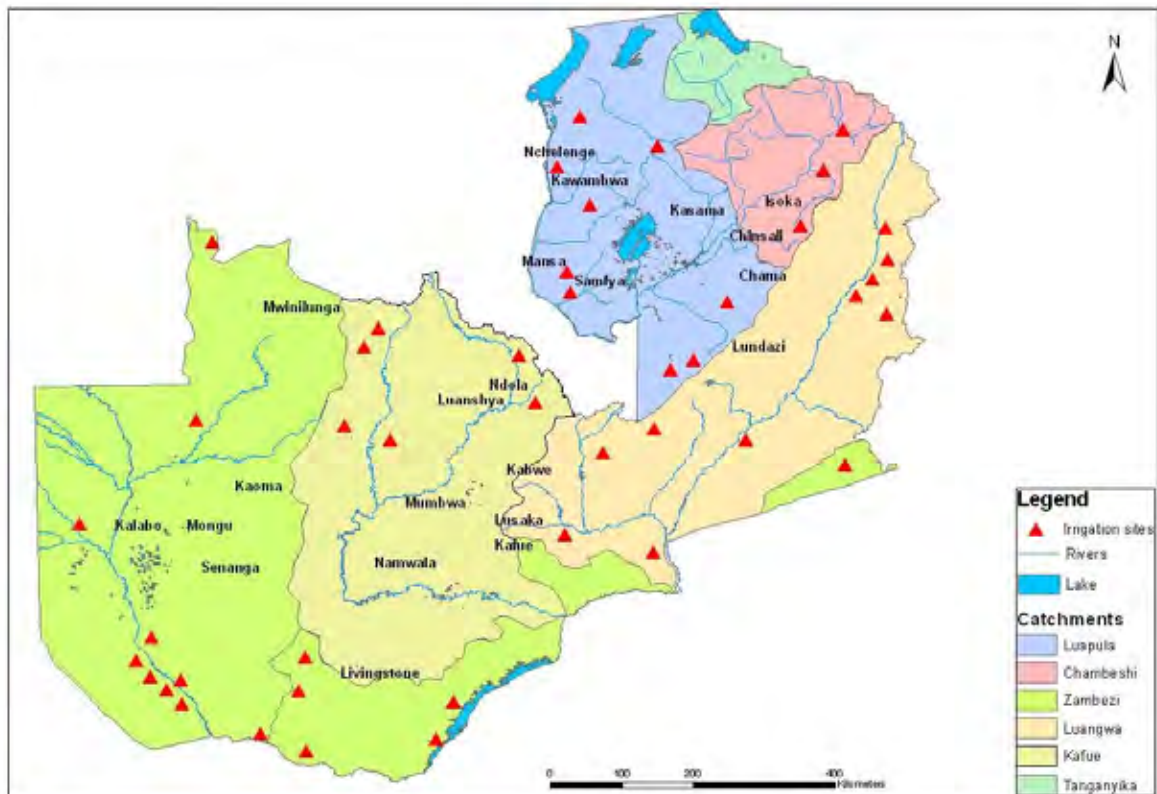 N
Nchelenge
Kawambwa
Kasama
Isoka
Chinsali
Mansa
Samfya
Chama
Mwinilunga
Lundazi
Ndola
Luanshya
Kabwe
Kaoma
Mumbwa
Kalabo Mongu
Lusaka
Kafue
Senanga
Namwala
Livingstone
Legend
Irrigation sites
Rivers
Lake
Catchments
Luspula
Chambeshi
Zambezi
Luangwa
Kafue
Tanganyika
0 100 200 400
Kilometers